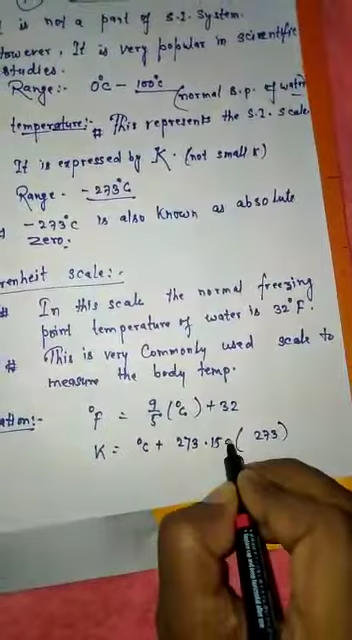 is not a part of S.I. System.
However, It is very popular in scientific
studies.
Range:- 0°C - 100°C
(normal B.p. of water
temperature:- # This represents the S.I. scale
It is expressed by K. (not small k)
Range - -273°C
-273°C is also known as absolute
Zero.
renheit scale:-
# In this scale the normal freezing
point temperature of water is 32°F.
# This is very Commonly used scale to
measure the body temp.
ation:- °F = 9/5 (°C) + 32
K = °C + 273.15 ( 273)